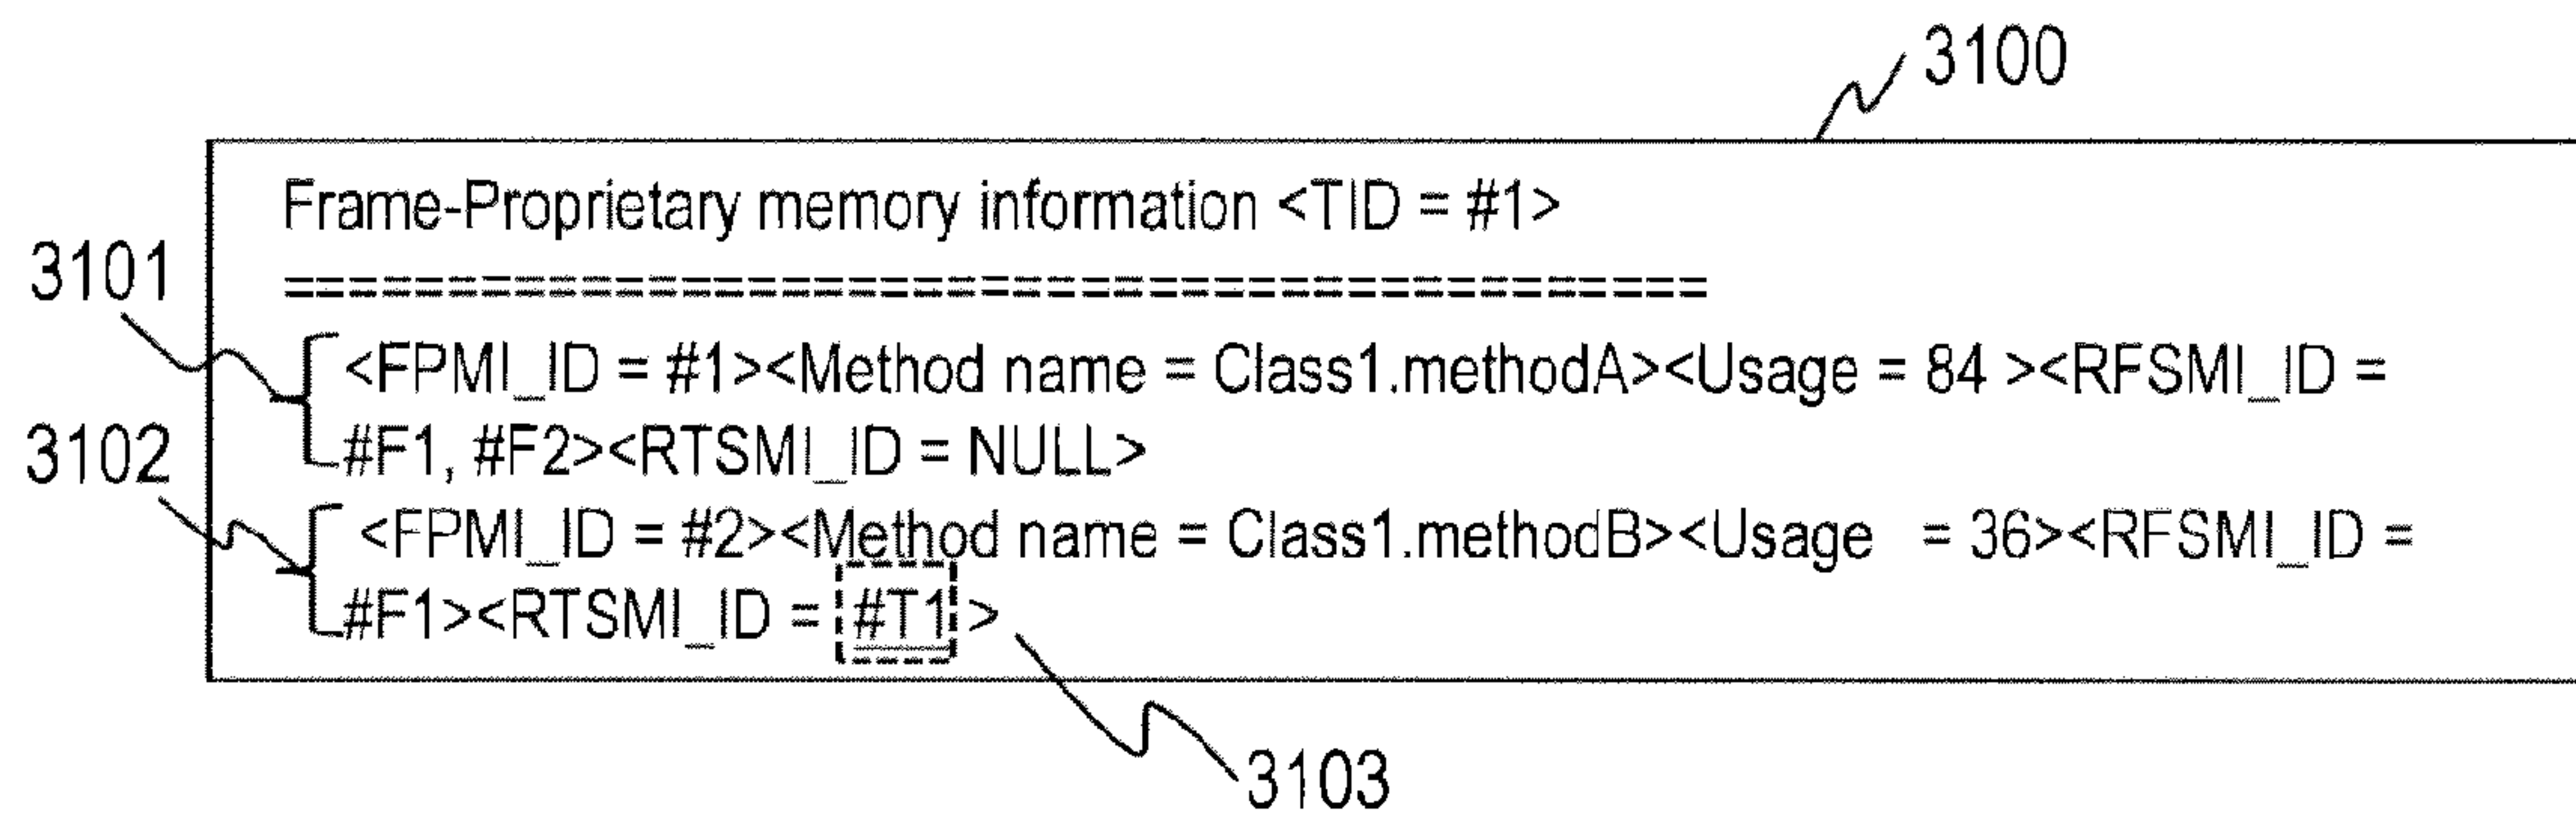 3100
Frame-Proprietary memory information <TID = #1>
3101
===========================================
<FPMI_ID = #1><Method name = Class1.methodA><Usage = 84 ><RFSMI_ID =
3102
#F1, #F2><RTSMI_ID = NULL>
<FPMI_ID = #2><Method name = Class1.methodB><Usage = 36><RFSMI_ID =
#F1><RTSMI_ID = #T1 >
3103